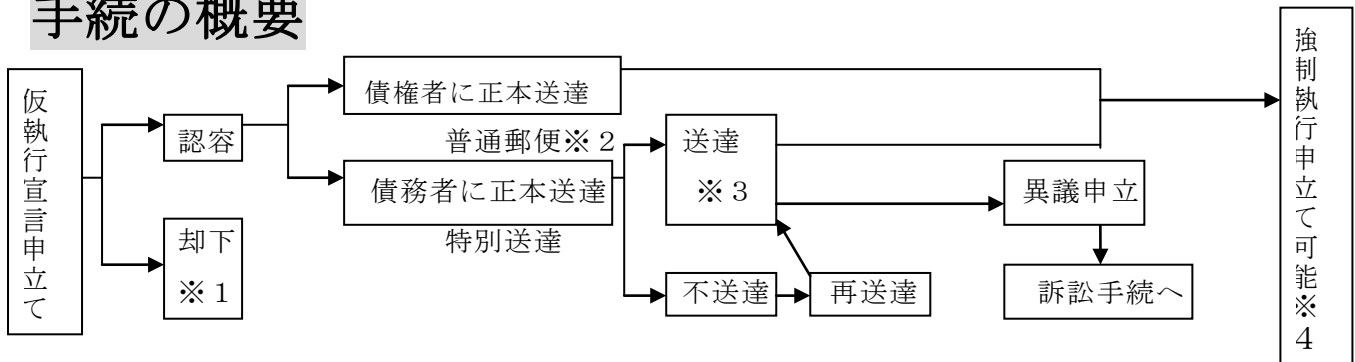 手続の概要
仮執行宣言申立て
認容
却下
※１
債権者に正本送達
普通郵便※２
債務者に正本送達
特別送達
送達
※３
不送達
再送達
異議申立
訴訟手続へ
強制執行申立て可能※４